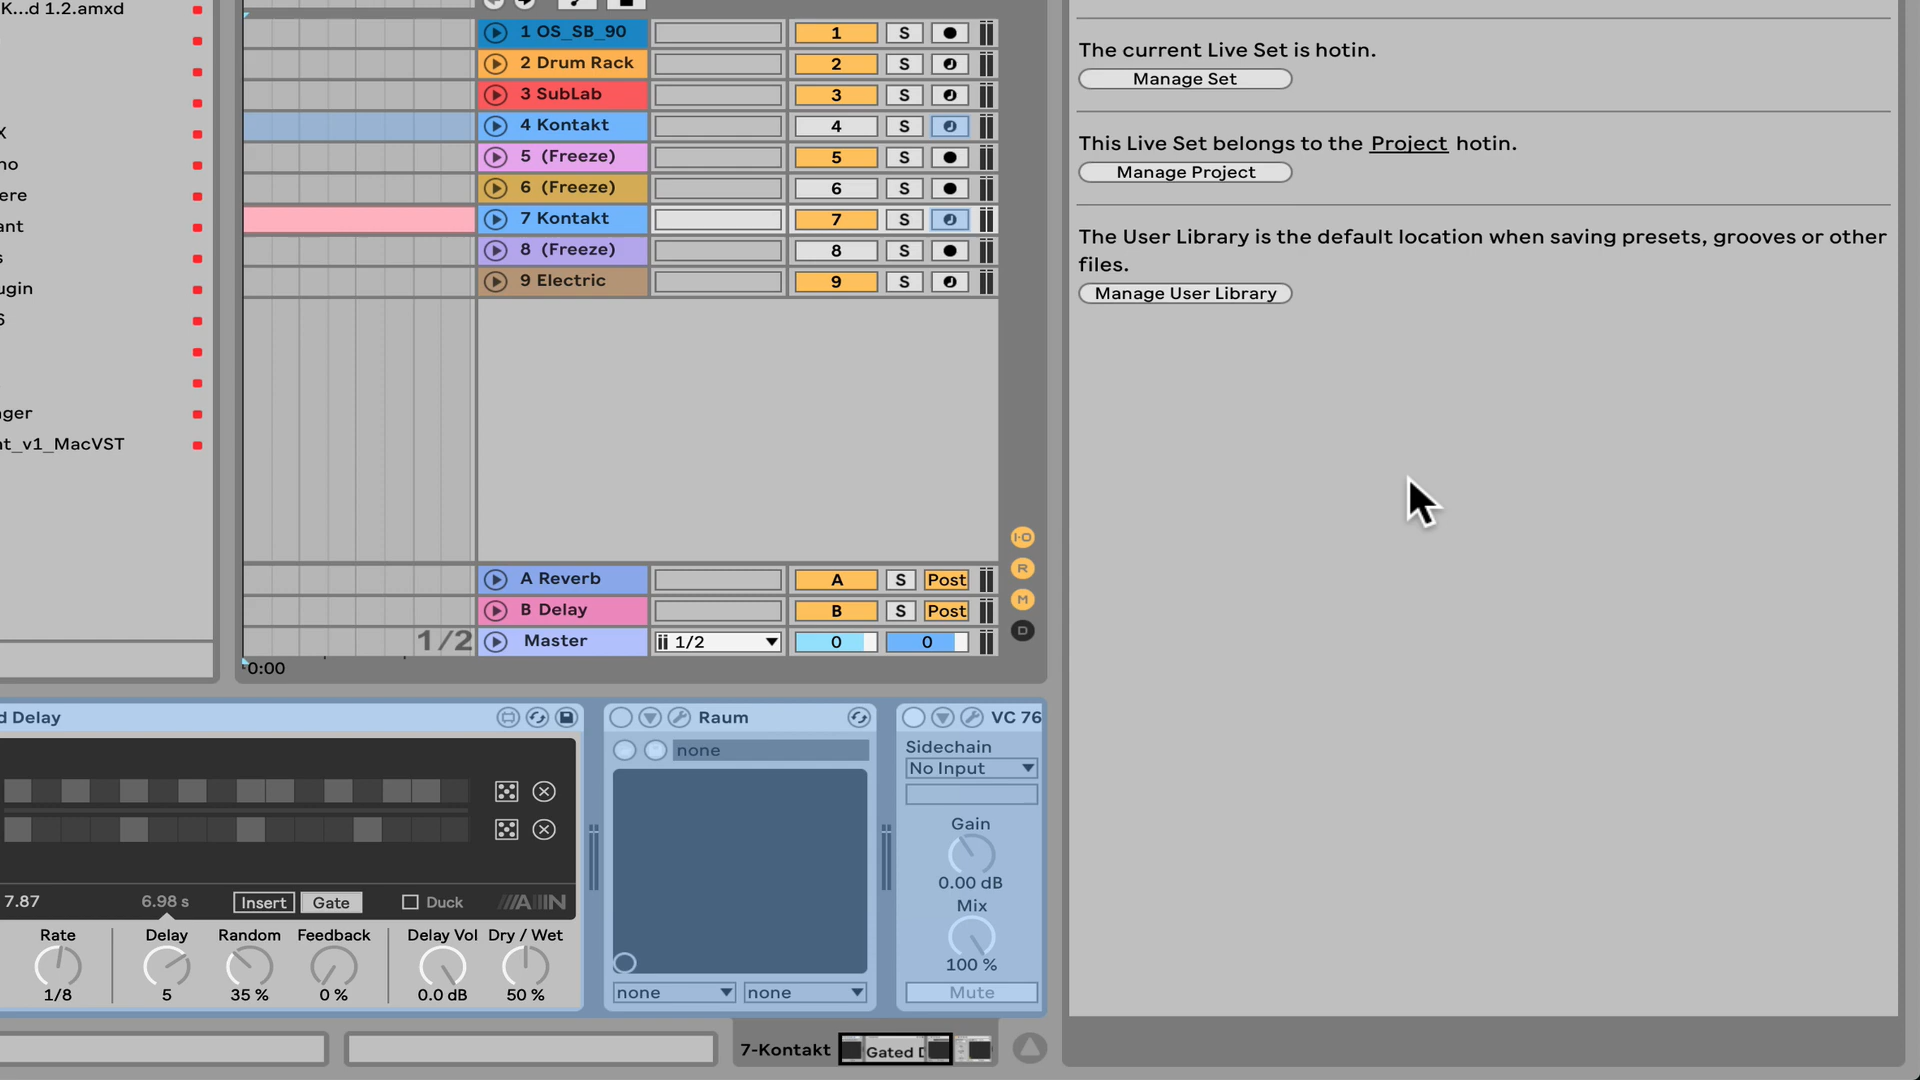 K...d 1.2.amxd
X
no
ere
ant
s
ugin
ager
at_v1_MacVST
1 OS_SB_90 1 S
2 Drum Rack 2 S
3 SubLab 3 S
4 Kontakt 4 S
5 (Freeze) 5 S
6 (Freeze) 6 S
7 Kontakt 7 S
8 (Freeze) 8 S
9 Electric 9 S
A Reverb A S Post
B Delay B S Post
1/2 Master 1/2 0 0
0:00
I·O
R
M
D
The current Live Set is hotin.
Manage Set
This Live Set belongs to the Project hotin.
Manage Project
The User Library is the default location when saving presets, grooves or other
files.
Manage User Library
d Delay
7.87 6.98 s Insert Gate Duck
Rate Delay Random Feedback Delay Vol Dry / Wet
1/8 5 35 % 0 % 0.0 dB 50 %
Raum
none
none none
VC 76
Sidechain
No Input
Gain
0.00 dB
Mix
100 %
Mute
7-Kontakt Gated D